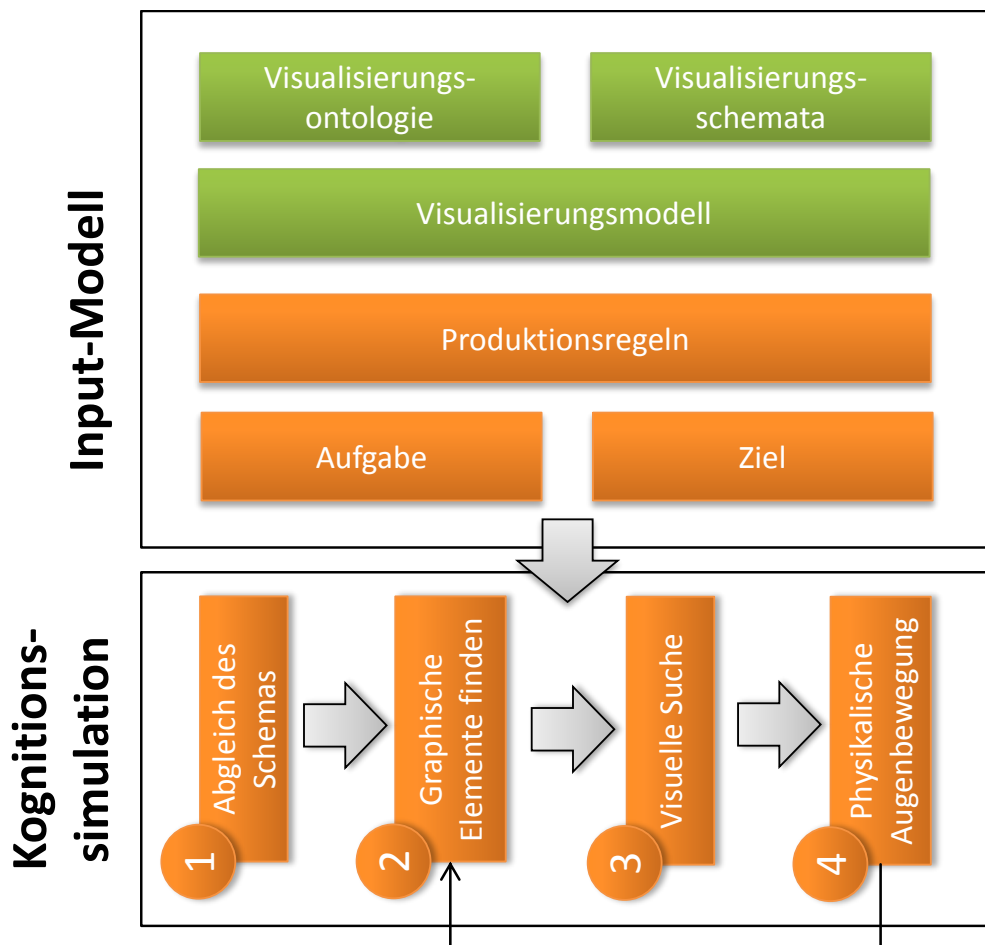 Input-Modell
Visualisierungs-
ontologie
Visualisierungs-
schemata
Visualisierungsmodell
Produktionsregeln
Aufgabe
Ziel
Kognitions-
simulation
1
Abgleich des
Schemas
2
Graphische
Elemente finden
3
Visuelle Suche
4
Physikalische
Augenbewegung